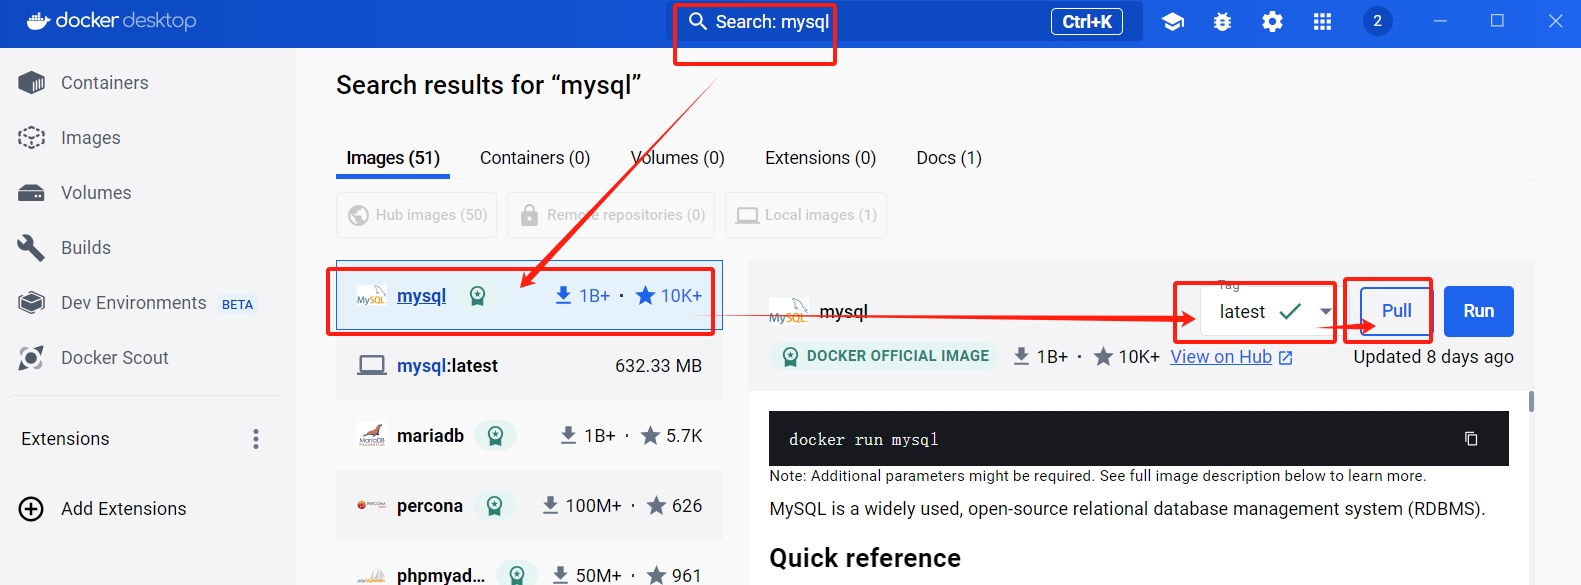 docker desktop
Search: mysql
Ctrl+K
2
Containers
Images
Volumes
Builds
Dev Environments BETA
Docker Scout
Extensions
Add Extensions
Search results for “mysql”
Images (51)
Containers (0)
Volumes (0)
Extensions (0)
Docs (1)
Hub images (50)
Remote repositories (0)
Local images (1)
MySQL mysql 1B+ · 10K+
mysql:latest 632.33 MB
MariaDB mariadb 1B+ · 5.7K
PERCONA percona 100M+ · 626
phpmyad... 50M+ · 961
MySQL mysql
Tag
latest
Pull
Run
DOCKER OFFICIAL IMAGE 1B+ · 10K+ View on Hub Updated 8 days ago
docker run mysql
Note: Additional parameters might be required. See full image description below to learn more.
MySQL is a widely used, open-source relational database management system (RDBMS).
Quick reference